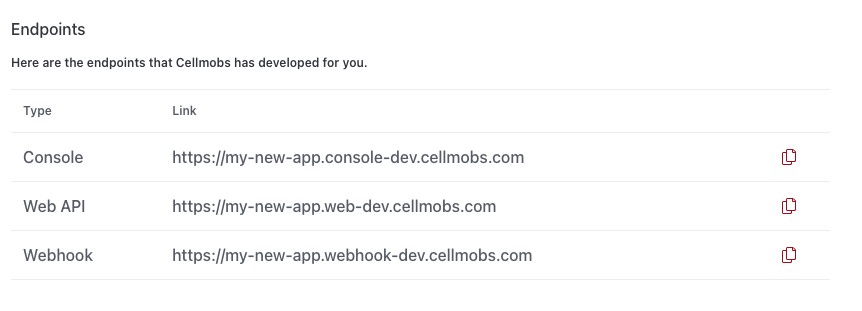 Endpoints
Here are the endpoints that Cellmobs has developed for you.
Type Link
Console https://my-new-app.console-dev.cellmobs.com
Web API https://my-new-app.web-dev.cellmobs.com
Webhook https://my-new-app.webhook-dev.cellmobs.com